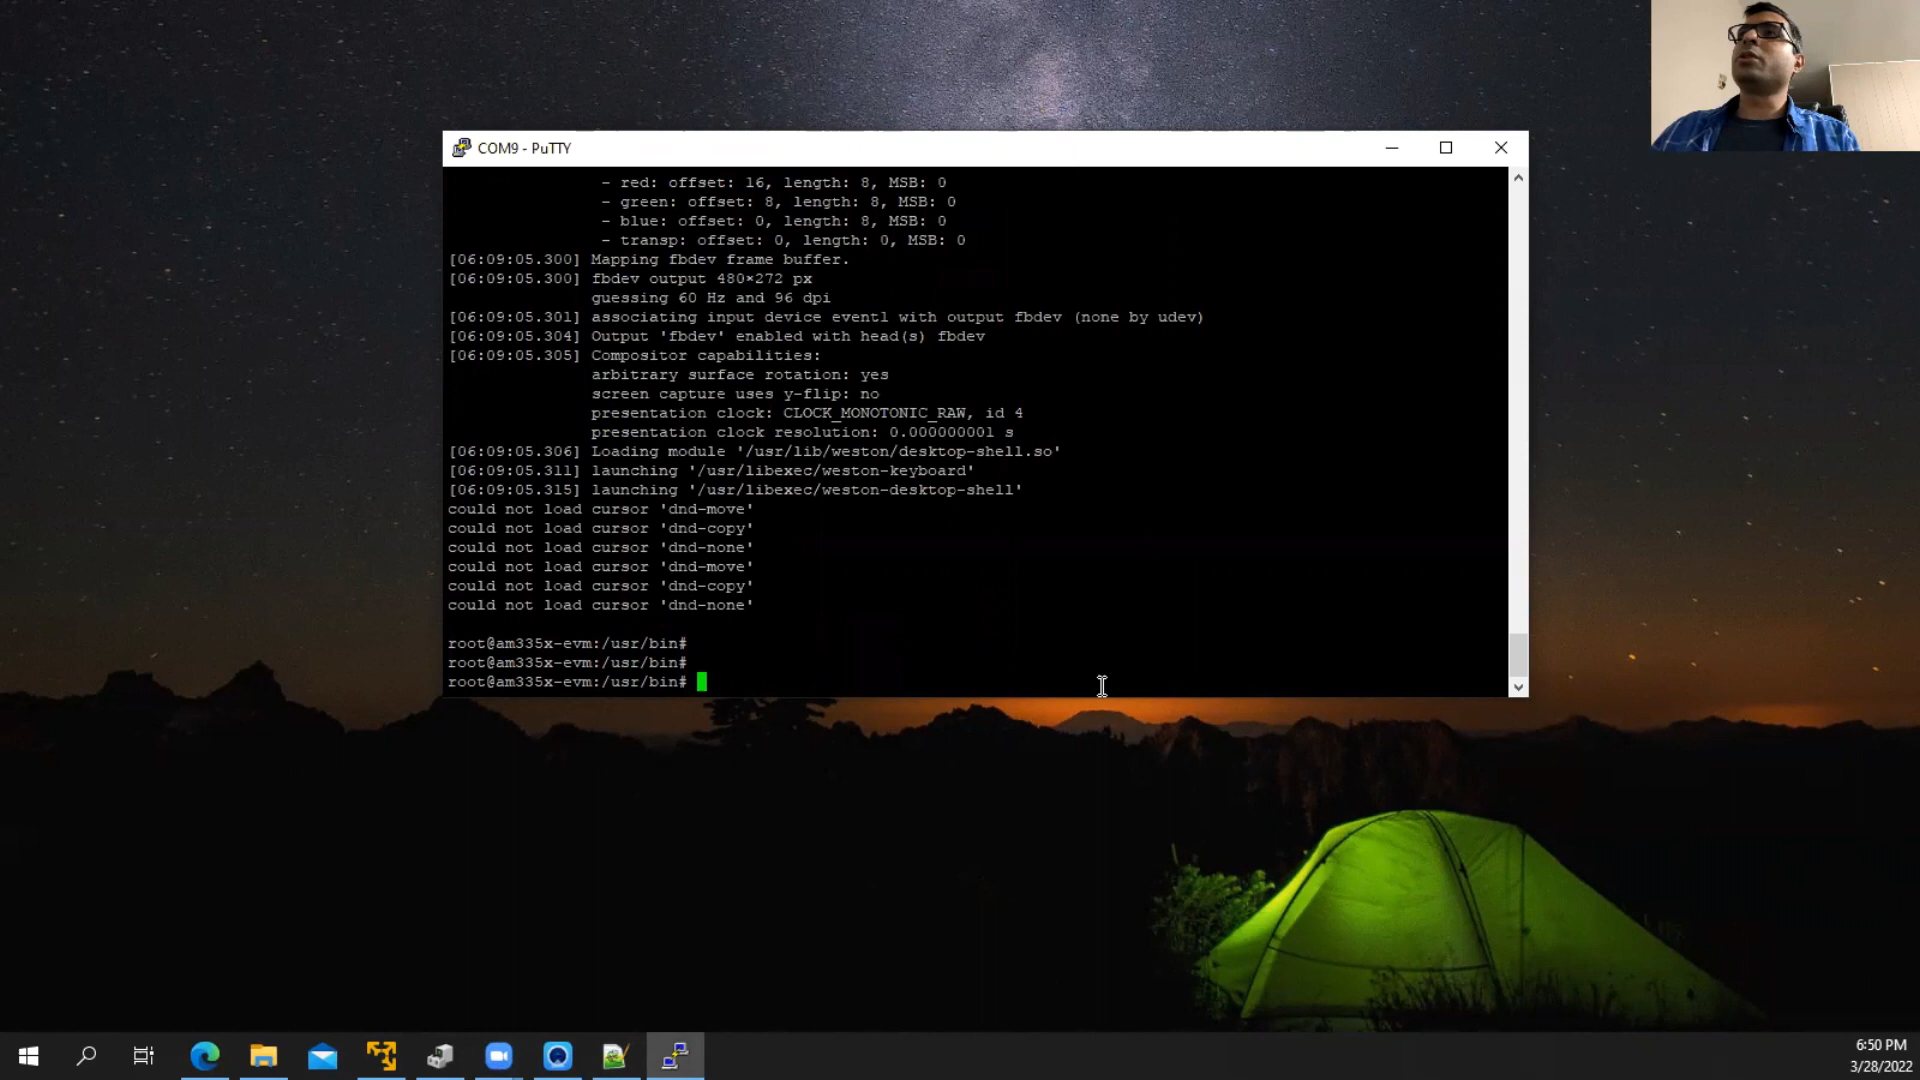 COM9 - PuTTY
- red: offset: 16, length: 8, MSB: 0
- green: offset: 8, length: 8, MSB: 0
- blue: offset: 0, length: 8, MSB: 0
- transp: offset: 0, length: 0, MSB: 0
[06:09:05.300] Mapping fbdev frame buffer.
[06:09:05.300] fbdev output 480×272 px
guessing 60 Hz and 96 dpi
[06:09:05.301] associating input device event1 with output fbdev (none by udev)
[06:09:05.304] Output 'fbdev' enabled with head(s) fbdev
[06:09:05.305] Compositor capabilities:
arbitrary surface rotation: yes
screen capture uses y-flip: no
presentation clock: CLOCK_MONOTONIC_RAW, id 4
presentation clock resolution: 0.000000001 s
[06:09:05.306] Loading module '/usr/lib/weston/desktop-shell.so'
[06:09:05.311] launching '/usr/libexec/weston-keyboard'
[06:09:05.315] launching '/usr/libexec/weston-desktop-shell'
could not load cursor 'dnd-move'
could not load cursor 'dnd-copy'
could not load cursor 'dnd-none'
could not load cursor 'dnd-move'
could not load cursor 'dnd-copy'
could not load cursor 'dnd-none'
root@am335x-evm:/usr/bin#
root@am335x-evm:/usr/bin#
root@am335x-evm:/usr/bin#
6:50 PM
3/28/2022